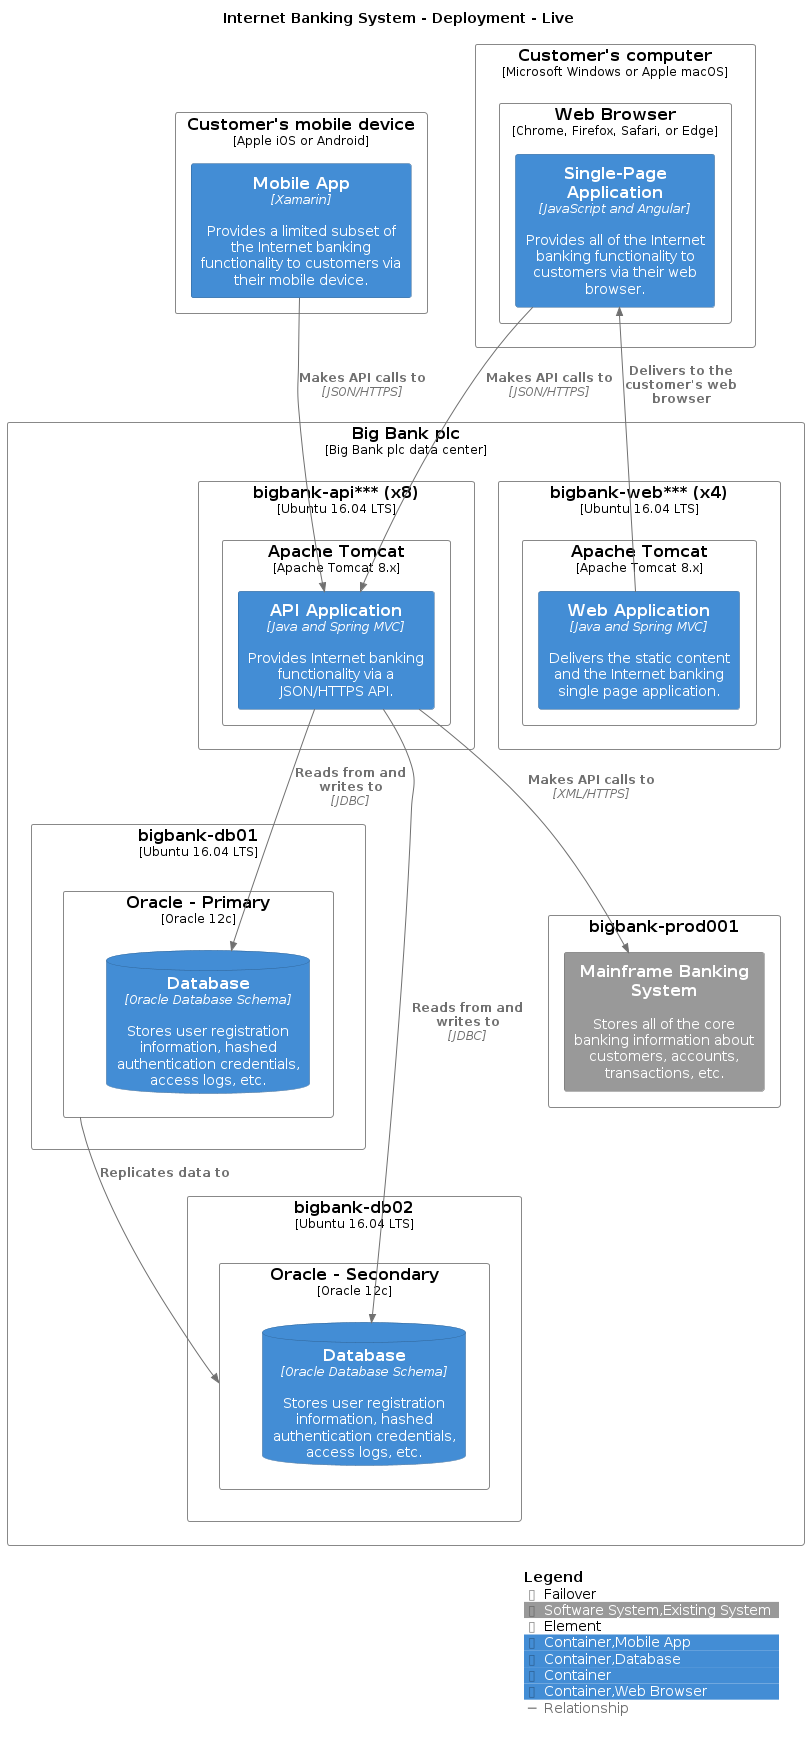 Internet Banking System - Deployment - Live
Customer's computer
[Microsoft Windows or Apple macOS]
Web Browser
[Chrome, Firefox, Safari, or Edge]
Single-Page
Application
[JavaScript and Angular]
Provides all of the Internet
banking functionality to
customers via their web
browser.
Customer's mobile device
[Apple iOS or Android]
Mobile App
[Xamarin]
Provides a limited subset of
the Internet banking
functionality to customers via
their mobile device.
Makes API calls to
[JSON/HTTPS]
Makes API calls to
[JSON/HTTPS]
Delivers to the
customer's web
browser
Big Bank plc
[Big Bank plc data center]
bigbank-api*** (x8)
[Ubuntu 16.04 LTS]
Apache Tomcat
[Apache Tomcat 8.x]
API Application
[Java and Spring MVC]
Provides Internet banking
functionality via a
JSON/HTTPS API.
bigbank-web*** (x4)
[Ubuntu 16.04 LTS]
Apache Tomcat
[Apache Tomcat 8.x]
Web Application
[Java and Spring MVC]
Delivers the static content
and the Internet banking
single page application.
Reads from and
writes to
[JDBC]
Makes API calls to
[XML/HTTPS]
bigbank-db01
[Ubuntu 16.04 LTS]
Oracle - Primary
[Oracle 12c]
Database
[Oracle Database Schema]
Stores user registration
information, hashed
authentication credentials,
access logs, etc.
bigbank-prod001
Mainframe Banking
System
Stores all of the core
banking information about
customers, accounts,
transactions, etc.
Reads from and
writes to
[JDBC]
Replicates data to
bigbank-db02
[Ubuntu 16.04 LTS]
Oracle - Secondary
[Oracle 12c]
Database
[Oracle Database Schema]
Stores user registration
information, hashed
authentication credentials,
access logs, etc.
Legend
Failover
Software System,Existing System
Element
Container,Mobile App
Container,Database
Container
Container,Web Browser
Relationship